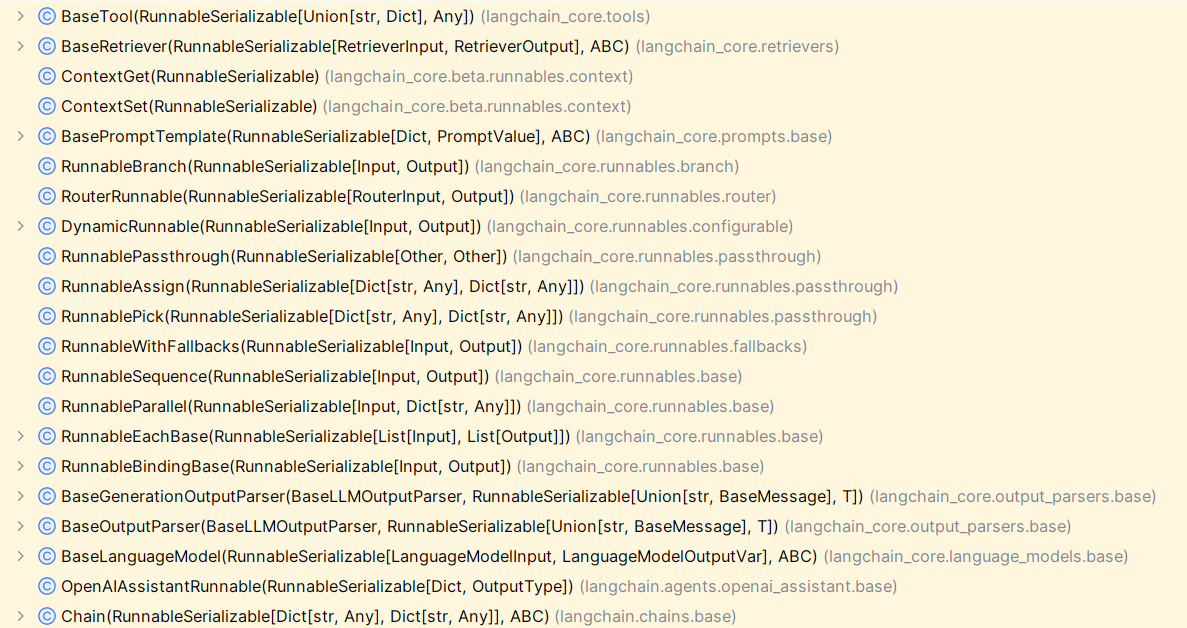 BaseTool(RunnableSerializable[Union[str, Dict], Any]) (langchain_core.tools)
BaseRetriever(RunnableSerializable[RetrieverInput, RetrieverOutput], ABC) (langchain_core.retrievers)
ContextGet(RunnableSerializable) (langchain_core.beta.runnables.context)
ContextSet(RunnableSerializable) (langchain_core.beta.runnables.context)
BasePromptTemplate(RunnableSerializable[Dict, PromptValue], ABC) (langchain_core.prompts.base)
RunnableBranch(RunnableSerializable[Input, Output]) (langchain_core.runnables.branch)
RouterRunnable(RunnableSerializable[RouterInput, Output]) (langchain_core.runnables.router)
DynamicRunnable(RunnableSerializable[Input, Output]) (langchain_core.runnables.configurable)
RunnablePassthrough(RunnableSerializable[Other, Other]) (langchain_core.runnables.passthrough)
RunnableAssign(RunnableSerializable[Dict[str, Any], Dict[str, Any]]) (langchain_core.runnables.passthrough)
RunnablePick(RunnableSerializable[Dict[str, Any], Dict[str, Any]]) (langchain_core.runnables.passthrough)
RunnableWithFallbacks(RunnableSerializable[Input, Output]) (langchain_core.runnables.fallbacks)
RunnableSequence(RunnableSerializable[Input, Output]) (langchain_core.runnables.base)
RunnableParallel(RunnableSerializable[Input, Dict[str, Any]]) (langchain_core.runnables.base)
RunnableEachBase(RunnableSerializable[List[Input], List[Output]]) (langchain_core.runnables.base)
RunnableBindingBase(RunnableSerializable[Input, Output]) (langchain_core.runnables.base)
BaseGenerationOutputParser(BaseLLMOutputParser, RunnableSerializable[Union[str, BaseMessage], T]) (langchain_core.output_parsers.base)
BaseOutputParser(BaseLLMOutputParser, RunnableSerializable[Union[str, BaseMessage], T]) (langchain_core.output_parsers.base)
BaseLanguageModel(RunnableSerializable[LanguageModelInput, LanguageModelOutputVar], ABC) (langchain_core.language_models.base)
OpenAIAssistantRunnable(RunnableSerializable[Dict, OutputType]) (langchain.agents.openai_assistant.base)
Chain(RunnableSerializable[Dict[str, Any], Dict[str, Any]], ABC) (langchain.chains.base)